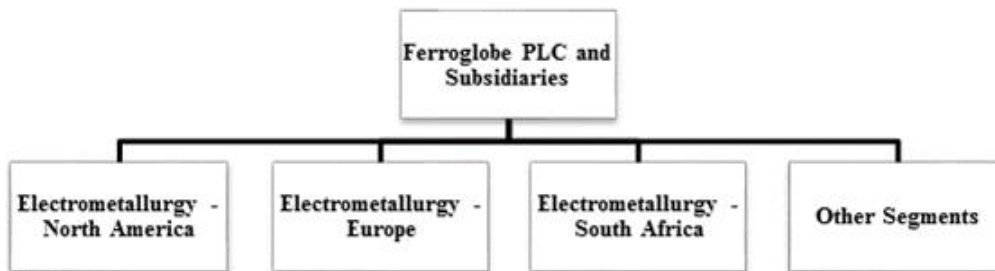 Ferroglobe PLC and
Subsidiaries
Electrometallurgy -
North America
Electrometallurgy -
Europe
Electrometallurgy -
South Africa
Other Segments